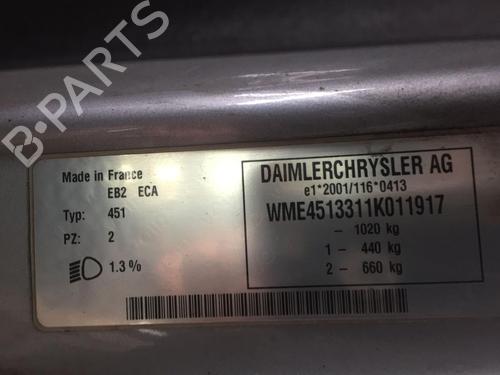 B-PARTS
Made in France
EB2 ECA
Typ: 451
PZ: 2
1.3 %
DAIMLERCHRYSLER AG
e1*2001/116*0413
WME4513311K011917
– 1020 kg
1 – 440 kg
2 – 660 kg